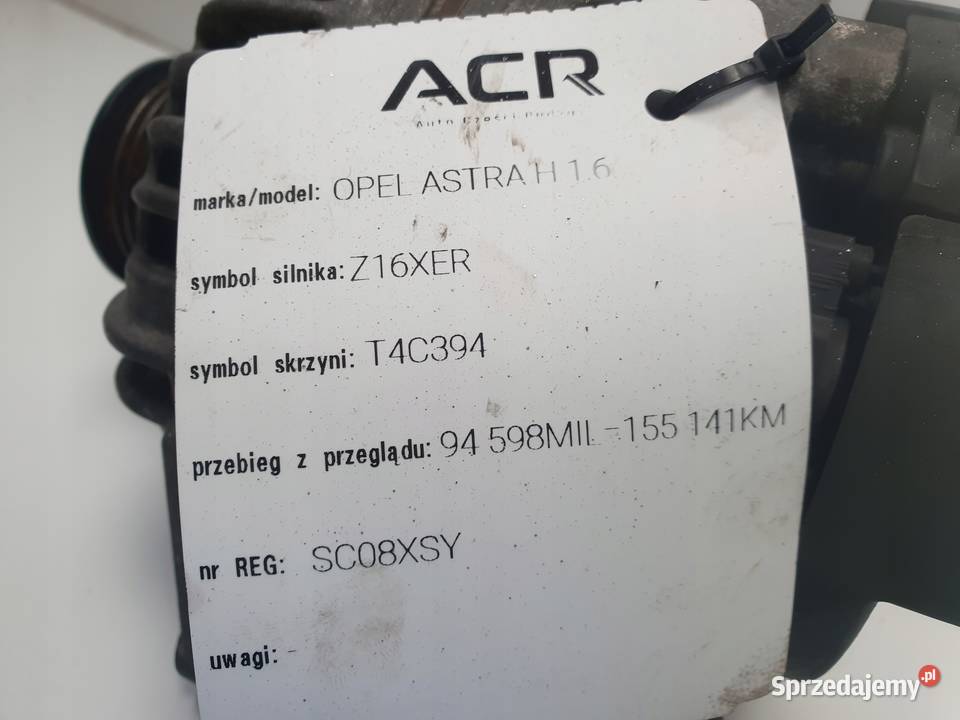 ACR
marka/model: OPEL ASTRA H 1.6
symbol silnika: Z16XER
symbol skrzyni: T4C394
przebieg z przeglądu: 94 598MIL -155 141KM
nr REG: SC08XSY
uwagi: -
Sprzedajemy.pl